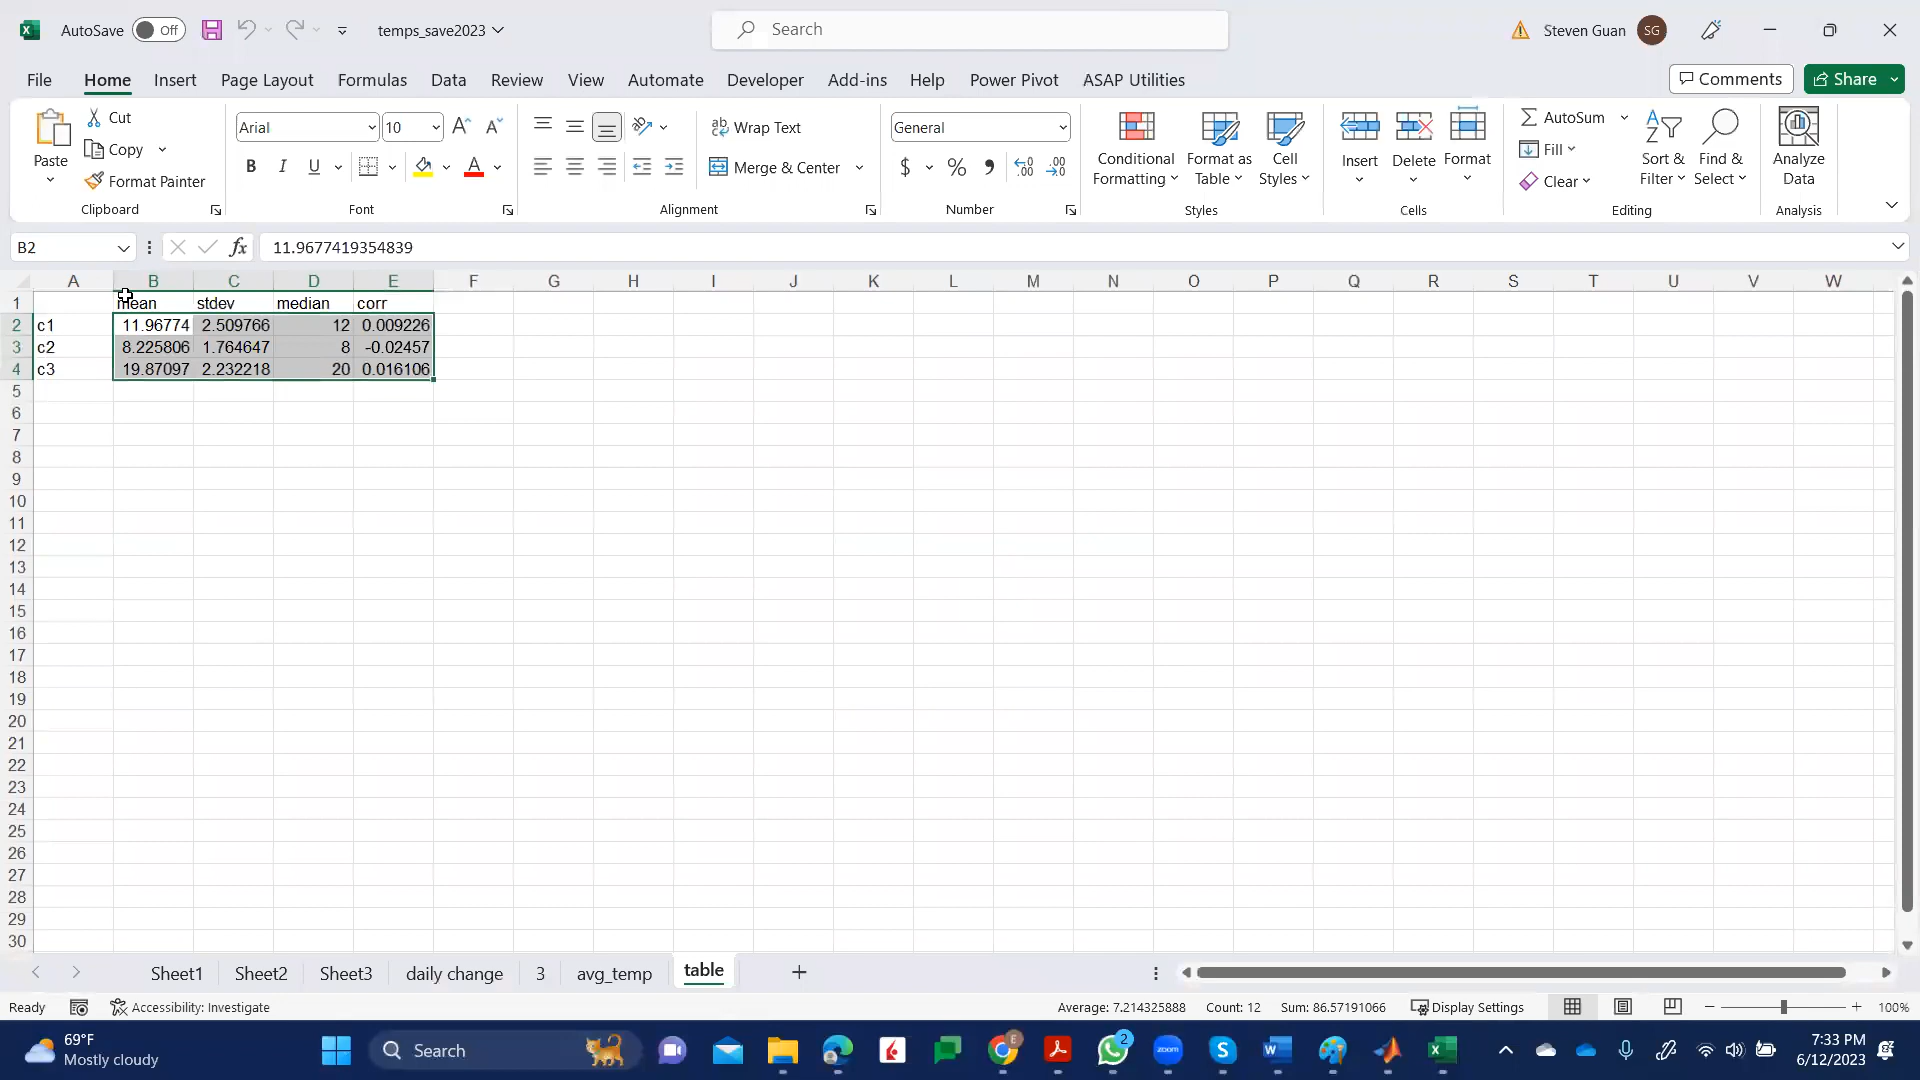 AutoSave Off temps_save2023 Search Steven Guan SG
File Home Insert Page Layout Formulas Data Review View Automate Developer Add-ins Help Power Pivot ASAP Utilities Comments Share
Paste Cut Copy Format Painter Clipboard
Arial 10 B I U A Font
Wrap Text Merge & Center Alignment
General $ % Number
Conditional Formatting Format as Table Cell Styles Styles
Insert Delete Format Cells
AutoSum Fill Clear Sort & Filter Find & Select Editing
Analyze Data Analysis
B2 fx 11.9677419354839
A B C D E F G H I J K L M N O P Q R S T U V W
1 mean stdev median corr
2 c1 11.96774 2.509766 12 0.009226
3 c2 8.225806 1.764647 8 -0.02457
4 c3 19.87097 2.232218 20 0.016106
5
6
7
8
9
10
11
12
13
14
15
16
17
18
19
20
21
22
23
24
25
26
27
28
29
30
Sheet1 Sheet2 Sheet3 daily change 3 avg_temp table
Ready Accessibility: Investigate Average: 7.214325888 Count: 12 Sum: 86.57191066 Display Settings 100%
69°F Search 7:33 PM
Mostly cloudy 6/12/2023